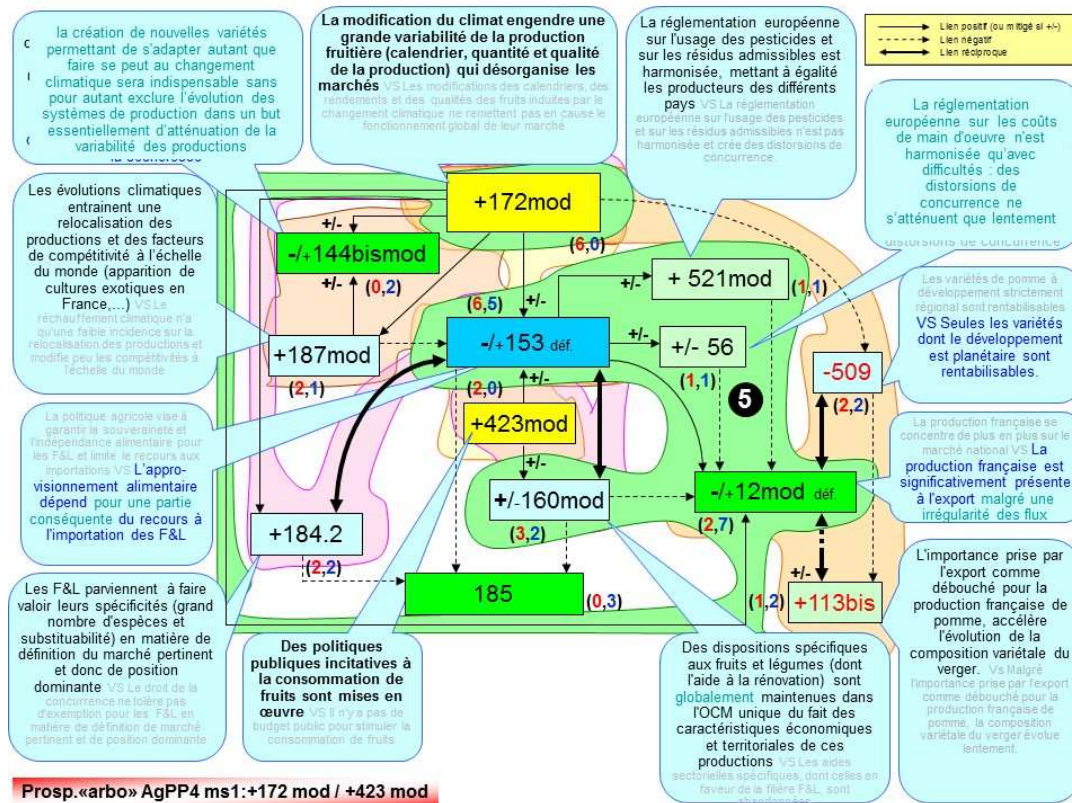 la création de nouvelles variétés
permettant de s'adapter autant que
faire se peut au changement
climatique sera indispensable sans
pour autant exclure l'évolution des
systèmes de production dans un but
essentiellement d'atténuation de la
variabilité des productions
La modification du climat engendre une
grande variabilité de la production
fruitière (calendrier, quantité et qualité
de la production) qui désorganise les
marchés VS Les modifications des calendriers, des
rendements et des qualités des fruits induites par le
changement climatique ne remettent pas en cause le
fonctionnement global de leur marché
La réglementation européenne
sur l'usage des pesticides et
sur les résidus admissibles est
harmonisée, mettant à égalité
les producteurs des différents
pays VS La réglementation
européenne sur l'usage des pesticides
et sur les résidus admissibles n'est pas
harmonisée et crée des distorsions de
concurrence
Lien positif (ou mitigé si +/-)
Lien négatif
Lien réciproque
La réglementation
européenne sur les coûts
de main d'oeuvre n'est
harmonisée qu'avec
difficultés : des
distorsions de
concurrence ne
s'atténuent que lentement
distorsions de concurrence
Les évolutions climatiques
entrainent une
relocalisation des
productions et des facteurs
de compétitivité à l'échelle
du monde (apparition de
cultures exotiques en
France,...) VS Le
réchauffement climatique n'a
qu'une faible incidence sur la
relocalisation des productions et
modifie peu les compétitivités à
l'échelle du monde
+172mod
+/-
-/+144bismod
+/-
(0,2)
(6,0)
+/-
(6,5)
+/-
+ 521mod
(1,1)
+187mod
(2,1)
-/+153 déf.
+/-
+/- 56
(1,1)
-509
(2,2)
(2,0)
+/-
+423mod
+/-
5
+/-160mod
(3,2)
-/+12mod déf.
(2,7)
+184.2
(2,2)
185
(0,3)
+/-
(1,2)
+113bis
Les variétés de pomme à
développement strictement
régional sont rentabilisables
VS Seules les variétés
dont le développement
est planétaire sont
rentabilisables.
La politique agricole vise à
garantir la souveraineté et
l'indépendance alimentaire pour
les F&L et limite le recours aux
importations VS L'appro-
visionnement alimentaire
dépend pour une partie
conséquente du recours à
l'importation des F&L
La production française se
concentre de plus en plus sur le
marché national VS La
production française est
significativement présente
à l'export malgré une
irrégularité des flux
Les F&L parviennent à faire
valoir leurs spécificités (grand
nombre d'espèces et
substituabilité) en matière de
définition du marché pertinent
et donc de position
dominante VS Le droit de la
concurrence ne tolère pas
d'exemption pour les F&L en
matière de définition de marché
pertinent et de position dominante
Des politiques
publiques incitatives à
la consommation de
fruits sont mises en
œuvre VS Il n'y a pas de
budget public pour stimuler la
consommation de fruits
Des dispositions spécifiques
aux fruits et légumes (dont
l'aide à la rénovation) sont
globalement maintenues dans
l'OCM unique du fait des
caractéristiques économiques
et territoriales de ces
productions VS Les aides
sectorielles spécifiques, dont celles en
faveur de la filière F&L, sont
abandonnées
L'importance prise par
l'export comme
débouché pour la
production française de
pomme, accélère
l'évolution de la
composition variétale du
verger. Vs Malgré
l'importance prise par l'export
comme débouché pour la
production française de
pomme, la composition
variétale du verger évolue
lentement.
Prosp.«arbo» AgPP4 ms1:+172 mod / +423 mod